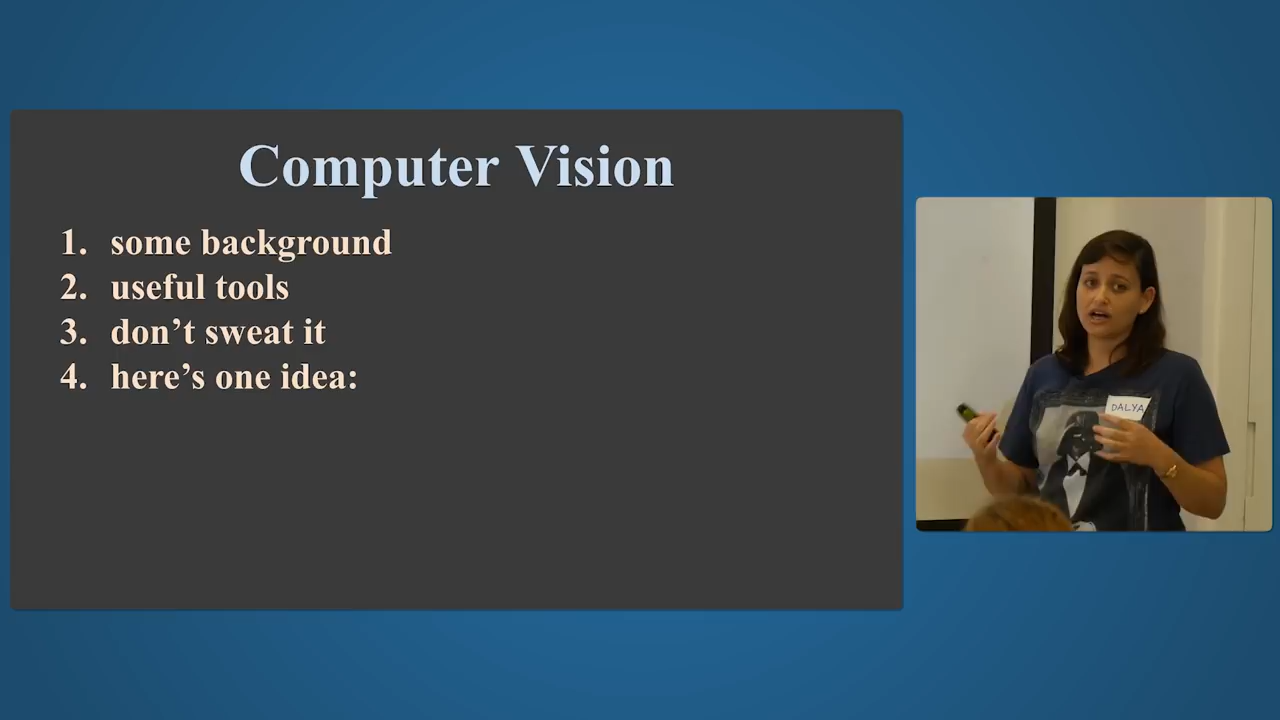 Computer Vision
1. some background
2. useful tools
3. don’t sweat it
4. here’s one idea:
DALYA